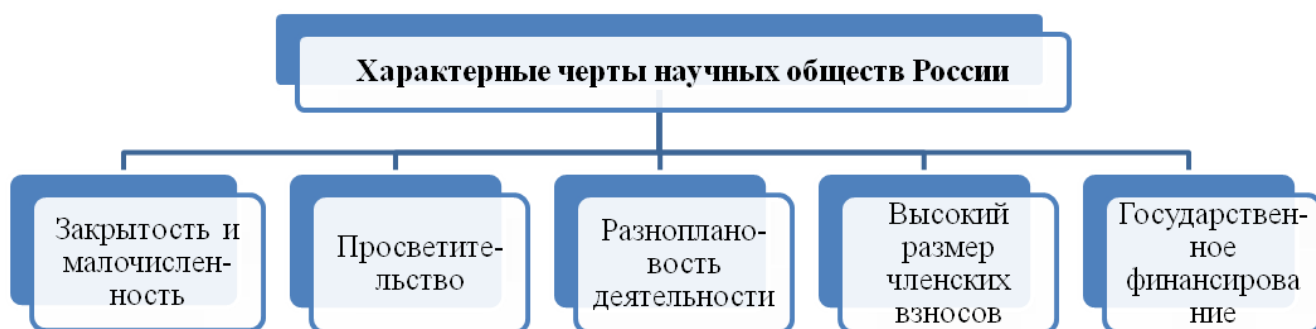 Характерные черты научных обществ России
Закрытость и
малочислен-
ность
Просветите-
льство
Разнопланo-
вость
деятельности
Высокий
размер
членских
взносов
Государствен-
ное
финансирова
ние